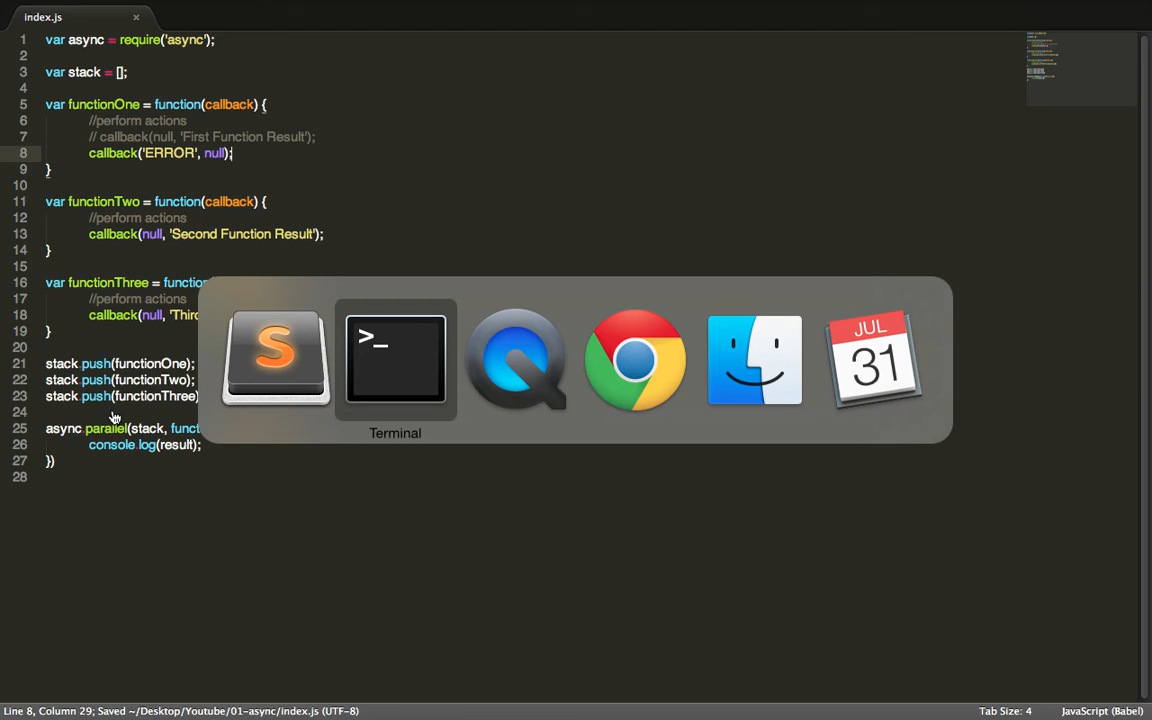 index.js ×
1 var async = require('async');
2
3 var stack = [];
4
5 var functionOne = function(callback) {
6 //perform actions
7 // callback(null, 'First Function Result');
8 callback('ERROR', null);
9 }
10
11 var functionTwo = function(callback) {
12 //perform actions
13 callback(null, 'Second Function Result');
14 }
15
16 var functionThree = function
17 //perform actions
18 callback(null, 'Third
19 }
20
21 stack.push(functionOne);
22 stack.push(functionTwo);
23 stack.push(functionThree)
24
25 async.parallel(stack, funct
26 console.log(result);
27 })
28
S
>_
JUL
31
Terminal
Line 8, Column 29; Saved ~/Desktop/Youtube/01-async/index.js (UTF-8)
Tab Size: 4
JavaScript (Babel)